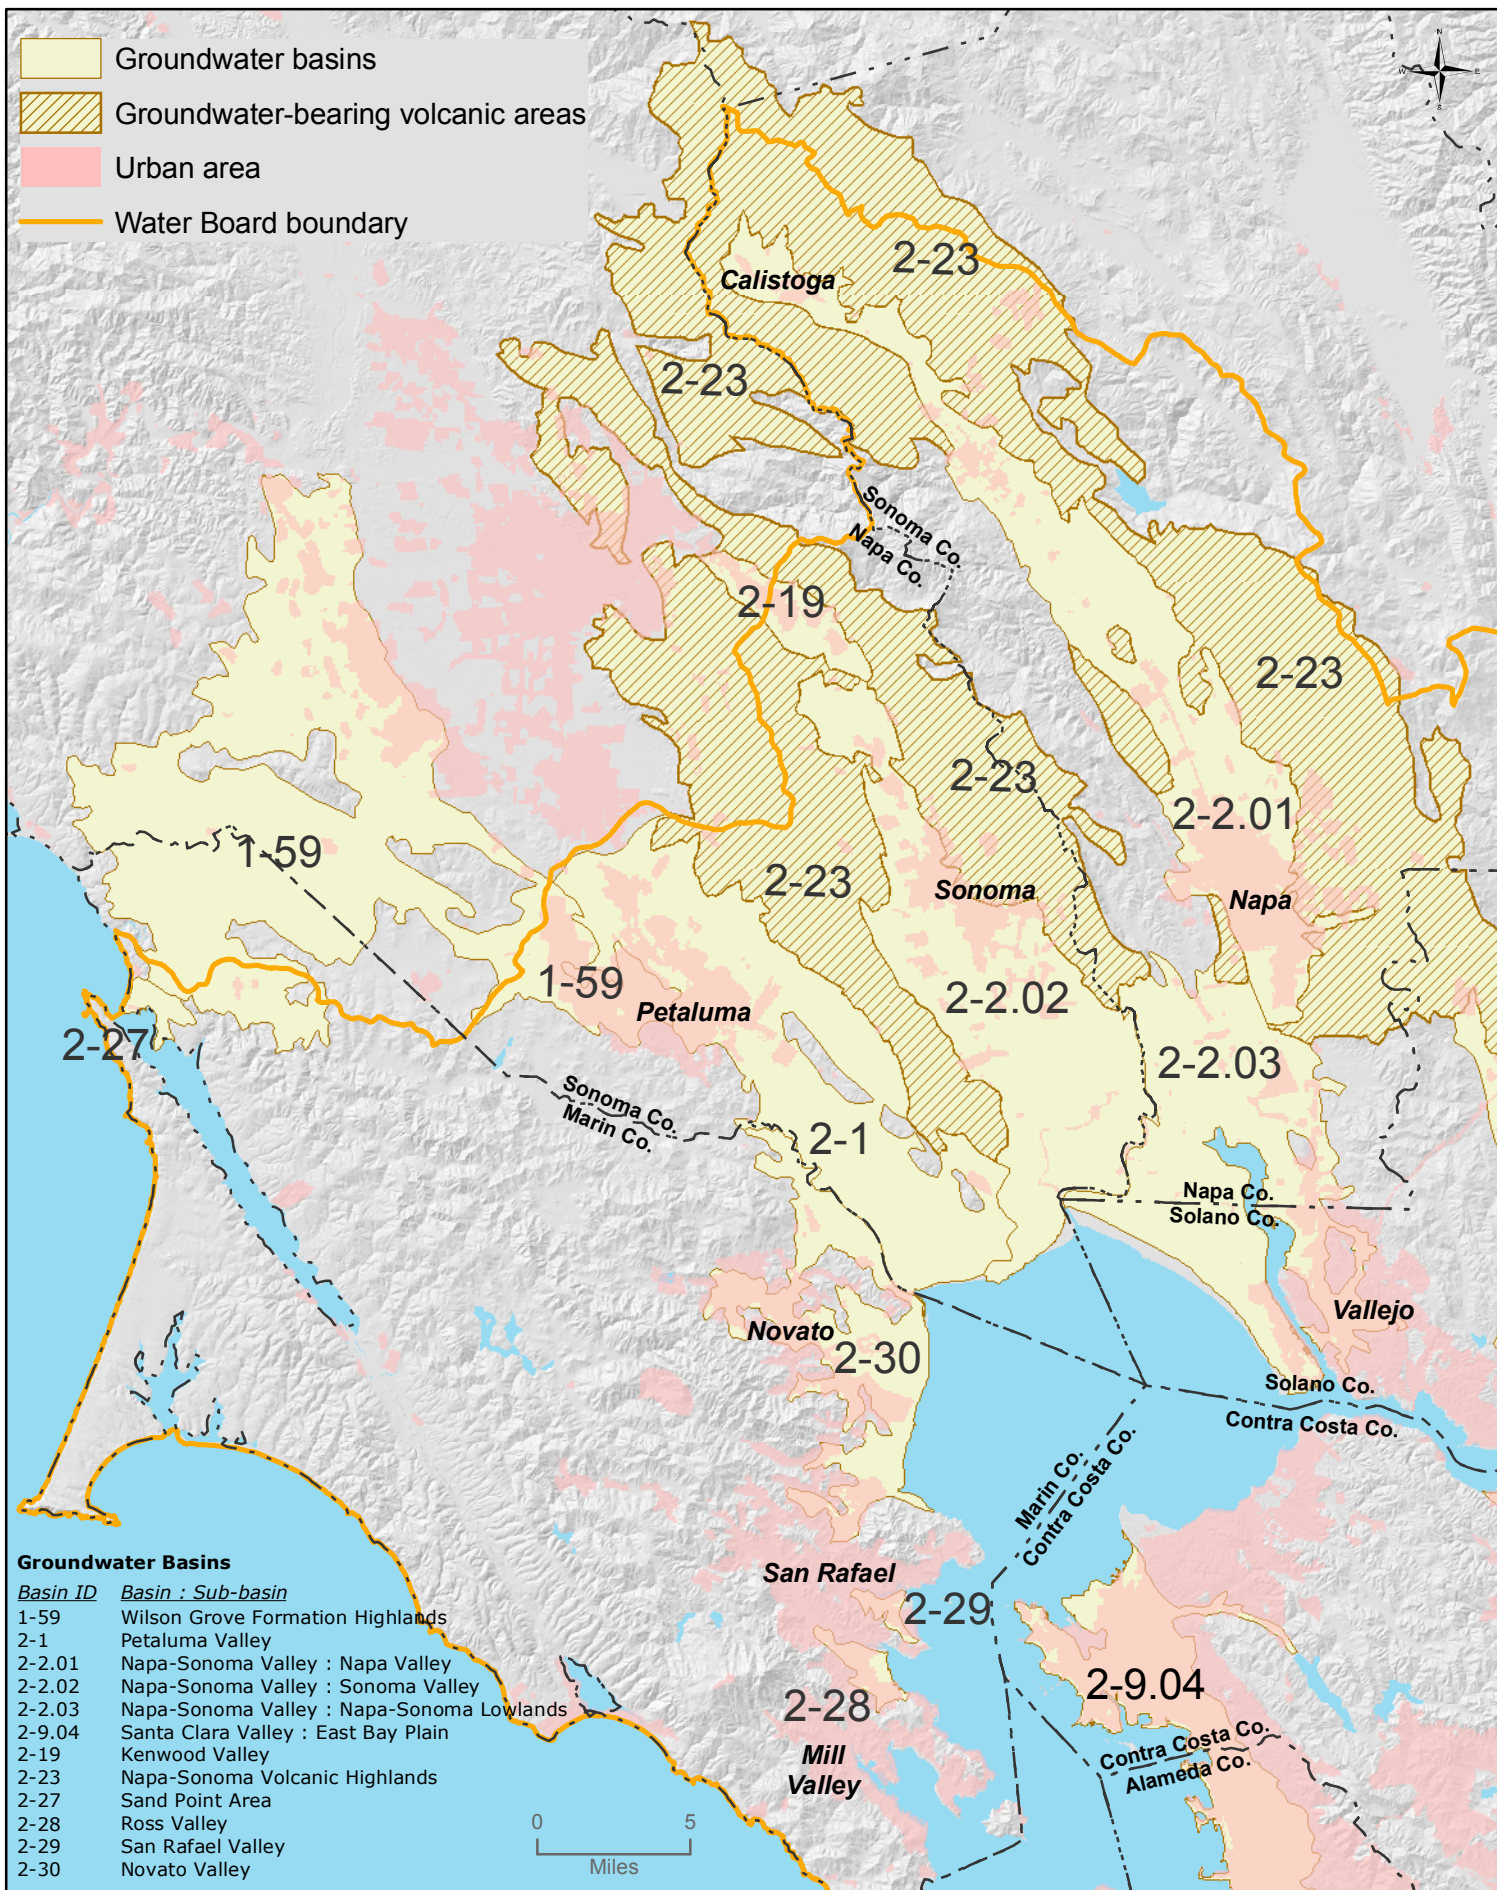 Groundwater basins
Groundwater-bearing volcanic areas
Urban area
Water Board boundary
N
W E
S
2-23
Calistoga
2-23
Sonoma Co.
Napa Co.
2-19
2-23
2-23
2-2.01
1-59
2-23
Sonoma
Napa
1-59
2-2.02
Petaluma
2-27
2-2.03
Sonoma Co.
Marin Co.
2-1
Napa Co.
Solano Co.
Novato
Vallejo
2-30
Solano Co.
Contra Costa Co.
Marin Co.
Contra Costa Co.
San Rafael
2-29
2-9.04
2-28
Mill
Valley
Contra Costa Co.
Alameda Co.
Groundwater Basins
Basin ID Basin : Sub-basin
1-59 Wilson Grove Formation Highlands
2-1 Petaluma Valley
2-2.01 Napa-Sonoma Valley : Napa Valley
2-2.02 Napa-Sonoma Valley : Sonoma Valley
2-2.03 Napa-Sonoma Valley : Napa-Sonoma Lowlands
2-9.04 Santa Clara Valley : East Bay Plain
2-19 Kenwood Valley
2-23 Napa-Sonoma Volcanic Highlands
2-27 Sand Point Area
2-28 Ross Valley
2-29 San Rafael Valley
2-30 Novato Valley
0 5
Miles